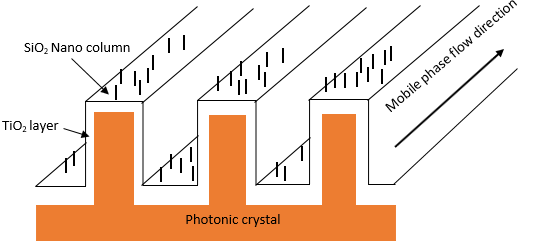 SiO₂ Nano column
Mobile phase flow direction
TiO₂ layer
Photonic crystal